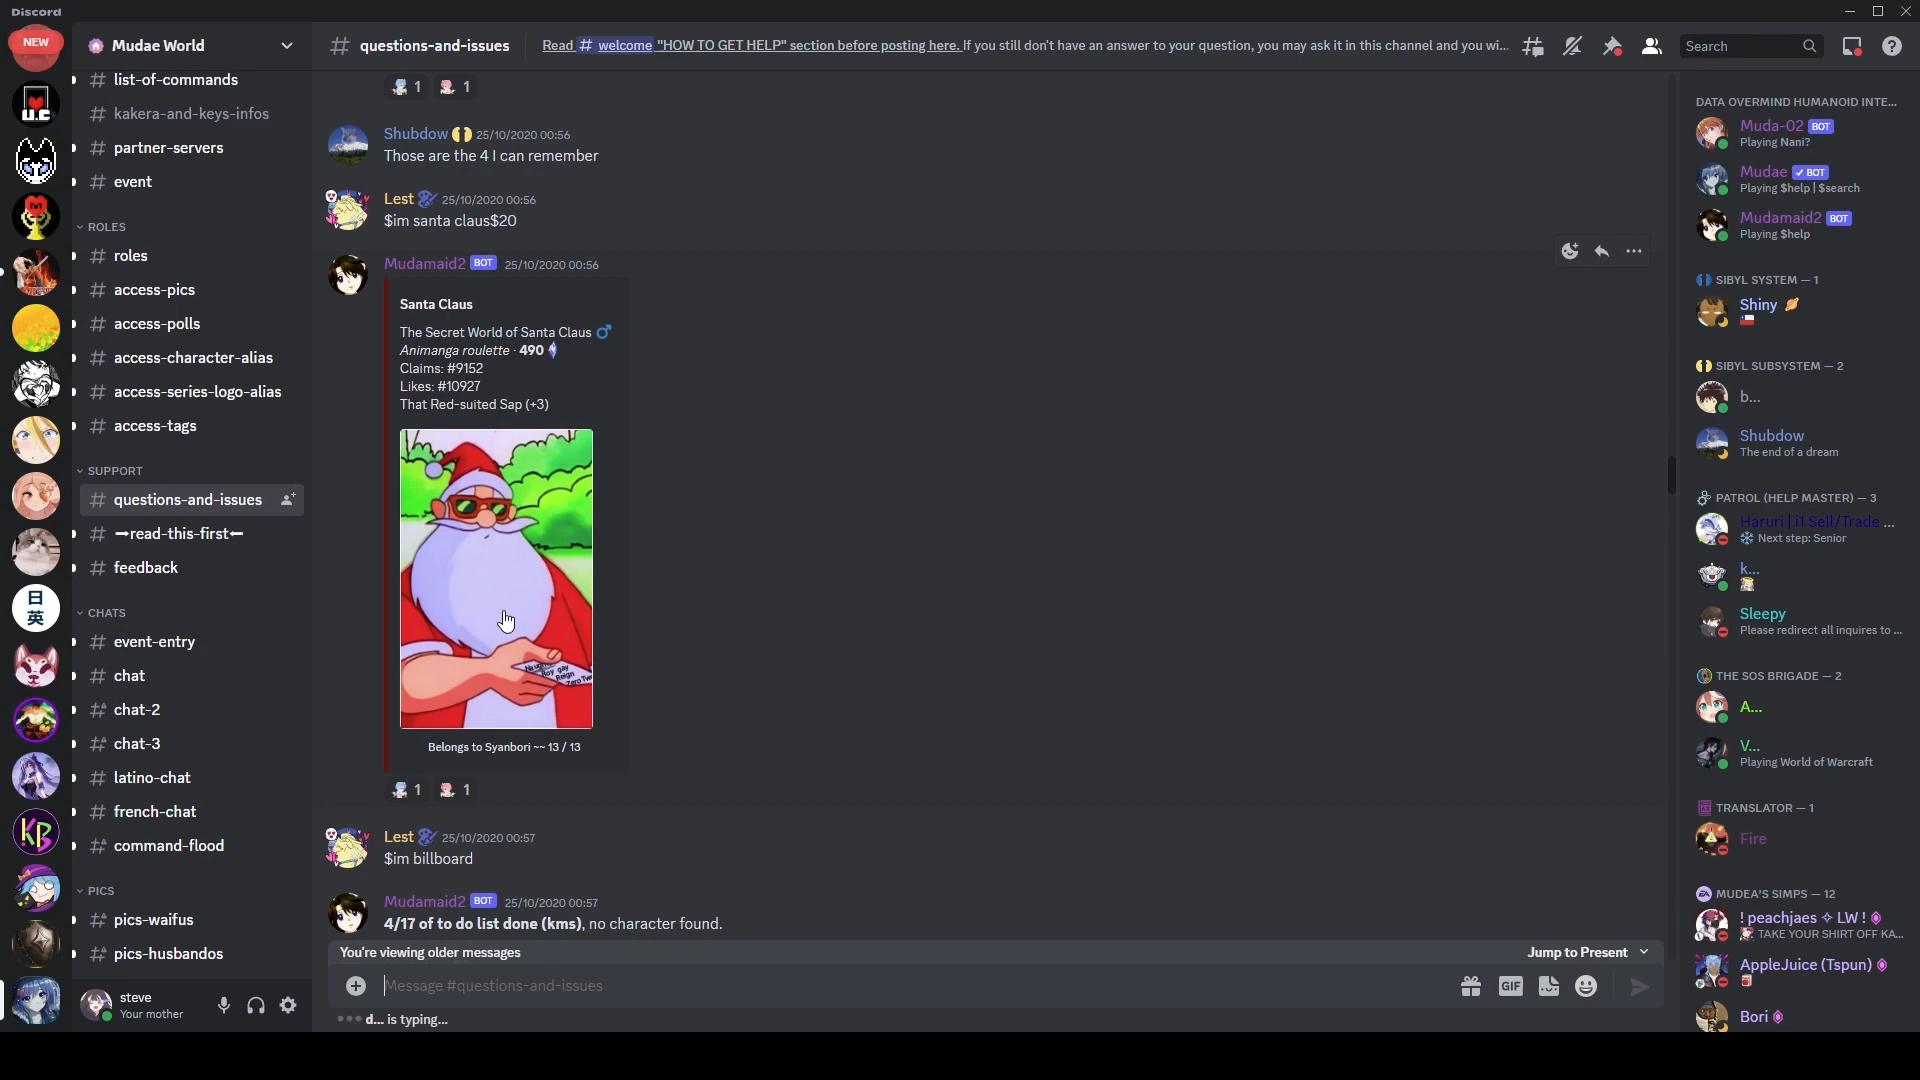 Discord
NEW
Mudae World
list-of-commands
kakera-and-keys-infos
partner-servers
event
ROLES
roles
access-pics
access-polls
access-character-alias
access-series-logo-alias
access-tags
SUPPORT
questions-and-issues
➞read-this-first⬅
feedback
CHATS
event-entry
chat
chat-2
chat-3
latino-chat
french-chat
command-flood
PICS
pics-waifus
pics-husbandos
steve
Your mother
U.C
日
英
KB
questions-and-issues
Read # welcome "HOW TO GET HELP" section before posting here. If you still don't have an answer to your question, you may ask it in this channel and you wi...
Search
1 1
Shubdow 25/10/2020 00:56
Those are the 4 I can remember
Lest 25/10/2020 00:56
$im santa claus$20
Mudamaid2 BOT 25/10/2020 00:56
Santa Claus
The Secret World of Santa Claus ♂
Animanga roulette · 490
Claims: #9152
Likes: #10927
That Red-suited Sap (+3)
Boy gay
Reign
Zero Tw
Belongs to Syanbori ~~ 13 / 13
1 1
Lest 25/10/2020 00:57
$im billboard
Mudamaid2 BOT 25/10/2020 00:57
4/17 of to do list done (kms), no character found.
You're viewing older messages
Jump to Present
Message #questions-and-issues
GIF
d... is typing...
DATA OVERMIND HUMANOID INTE...
Muda-02 BOT
Playing Nani?
Mudae ✓ BOT
Playing $help | $search
Mudamaid2 BOT
Playing $help
SIBYL SYSTEM — 1
Shiny
SIBYL SUBSYSTEM — 2
b...
Shubdow
The end of a dream
PATROL (HELP MASTER) — 3
Haruri | i1 Sell/Trade ...
Next step: Senior
k...
Sleepy
Please redirect all inquires to ...
THE SOS BRIGADE — 2
A...
V...
Playing World of Warcraft
TRANSLATOR — 1
Fire
MUDEA'S SIMPS — 12
! peachjaes ✧ LW !
TAKE YOUR SHIRT OFF KA...
AppleJuice (Tspun)
Bori